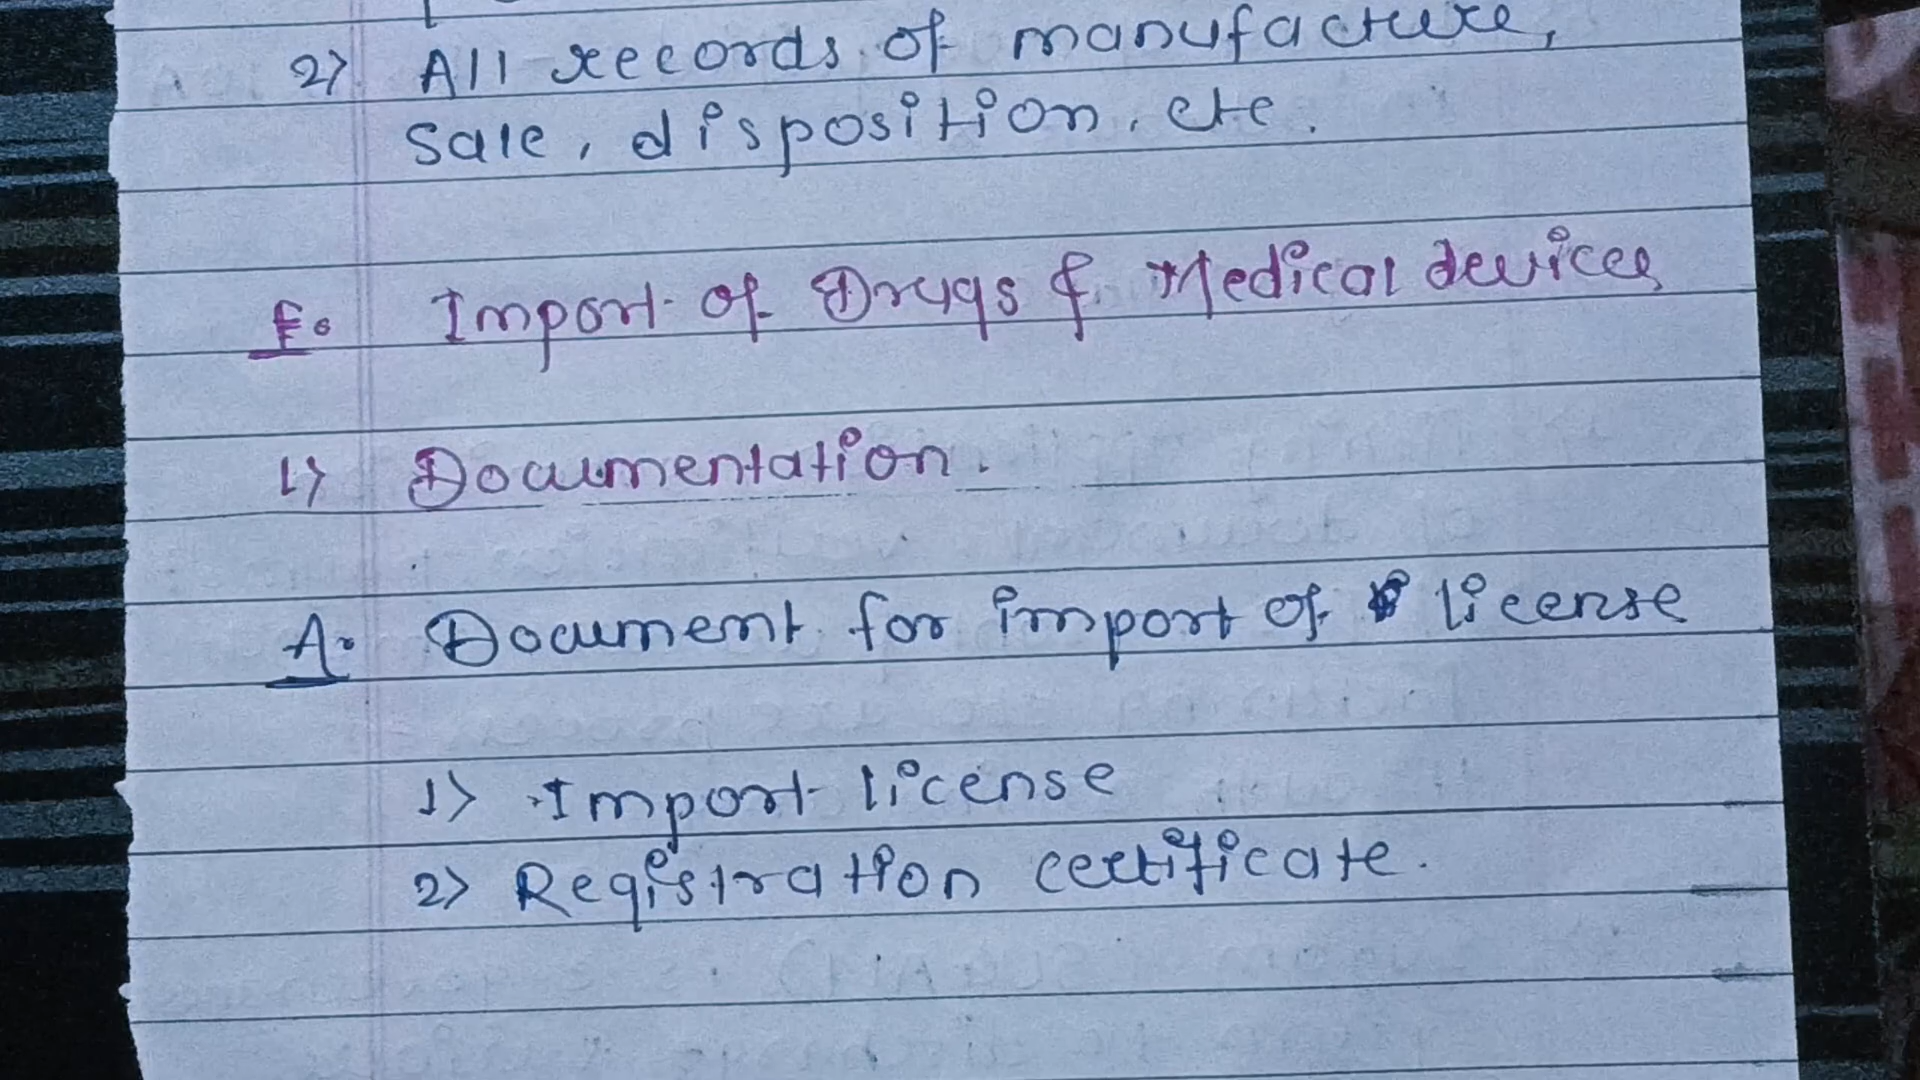 2) All records of manufacture,
sale, disposition, etc.
F. Import of Drugs & Medical devices
1) Documentation.
A. Document for import of license
1) Import license
2) Registration certificate.